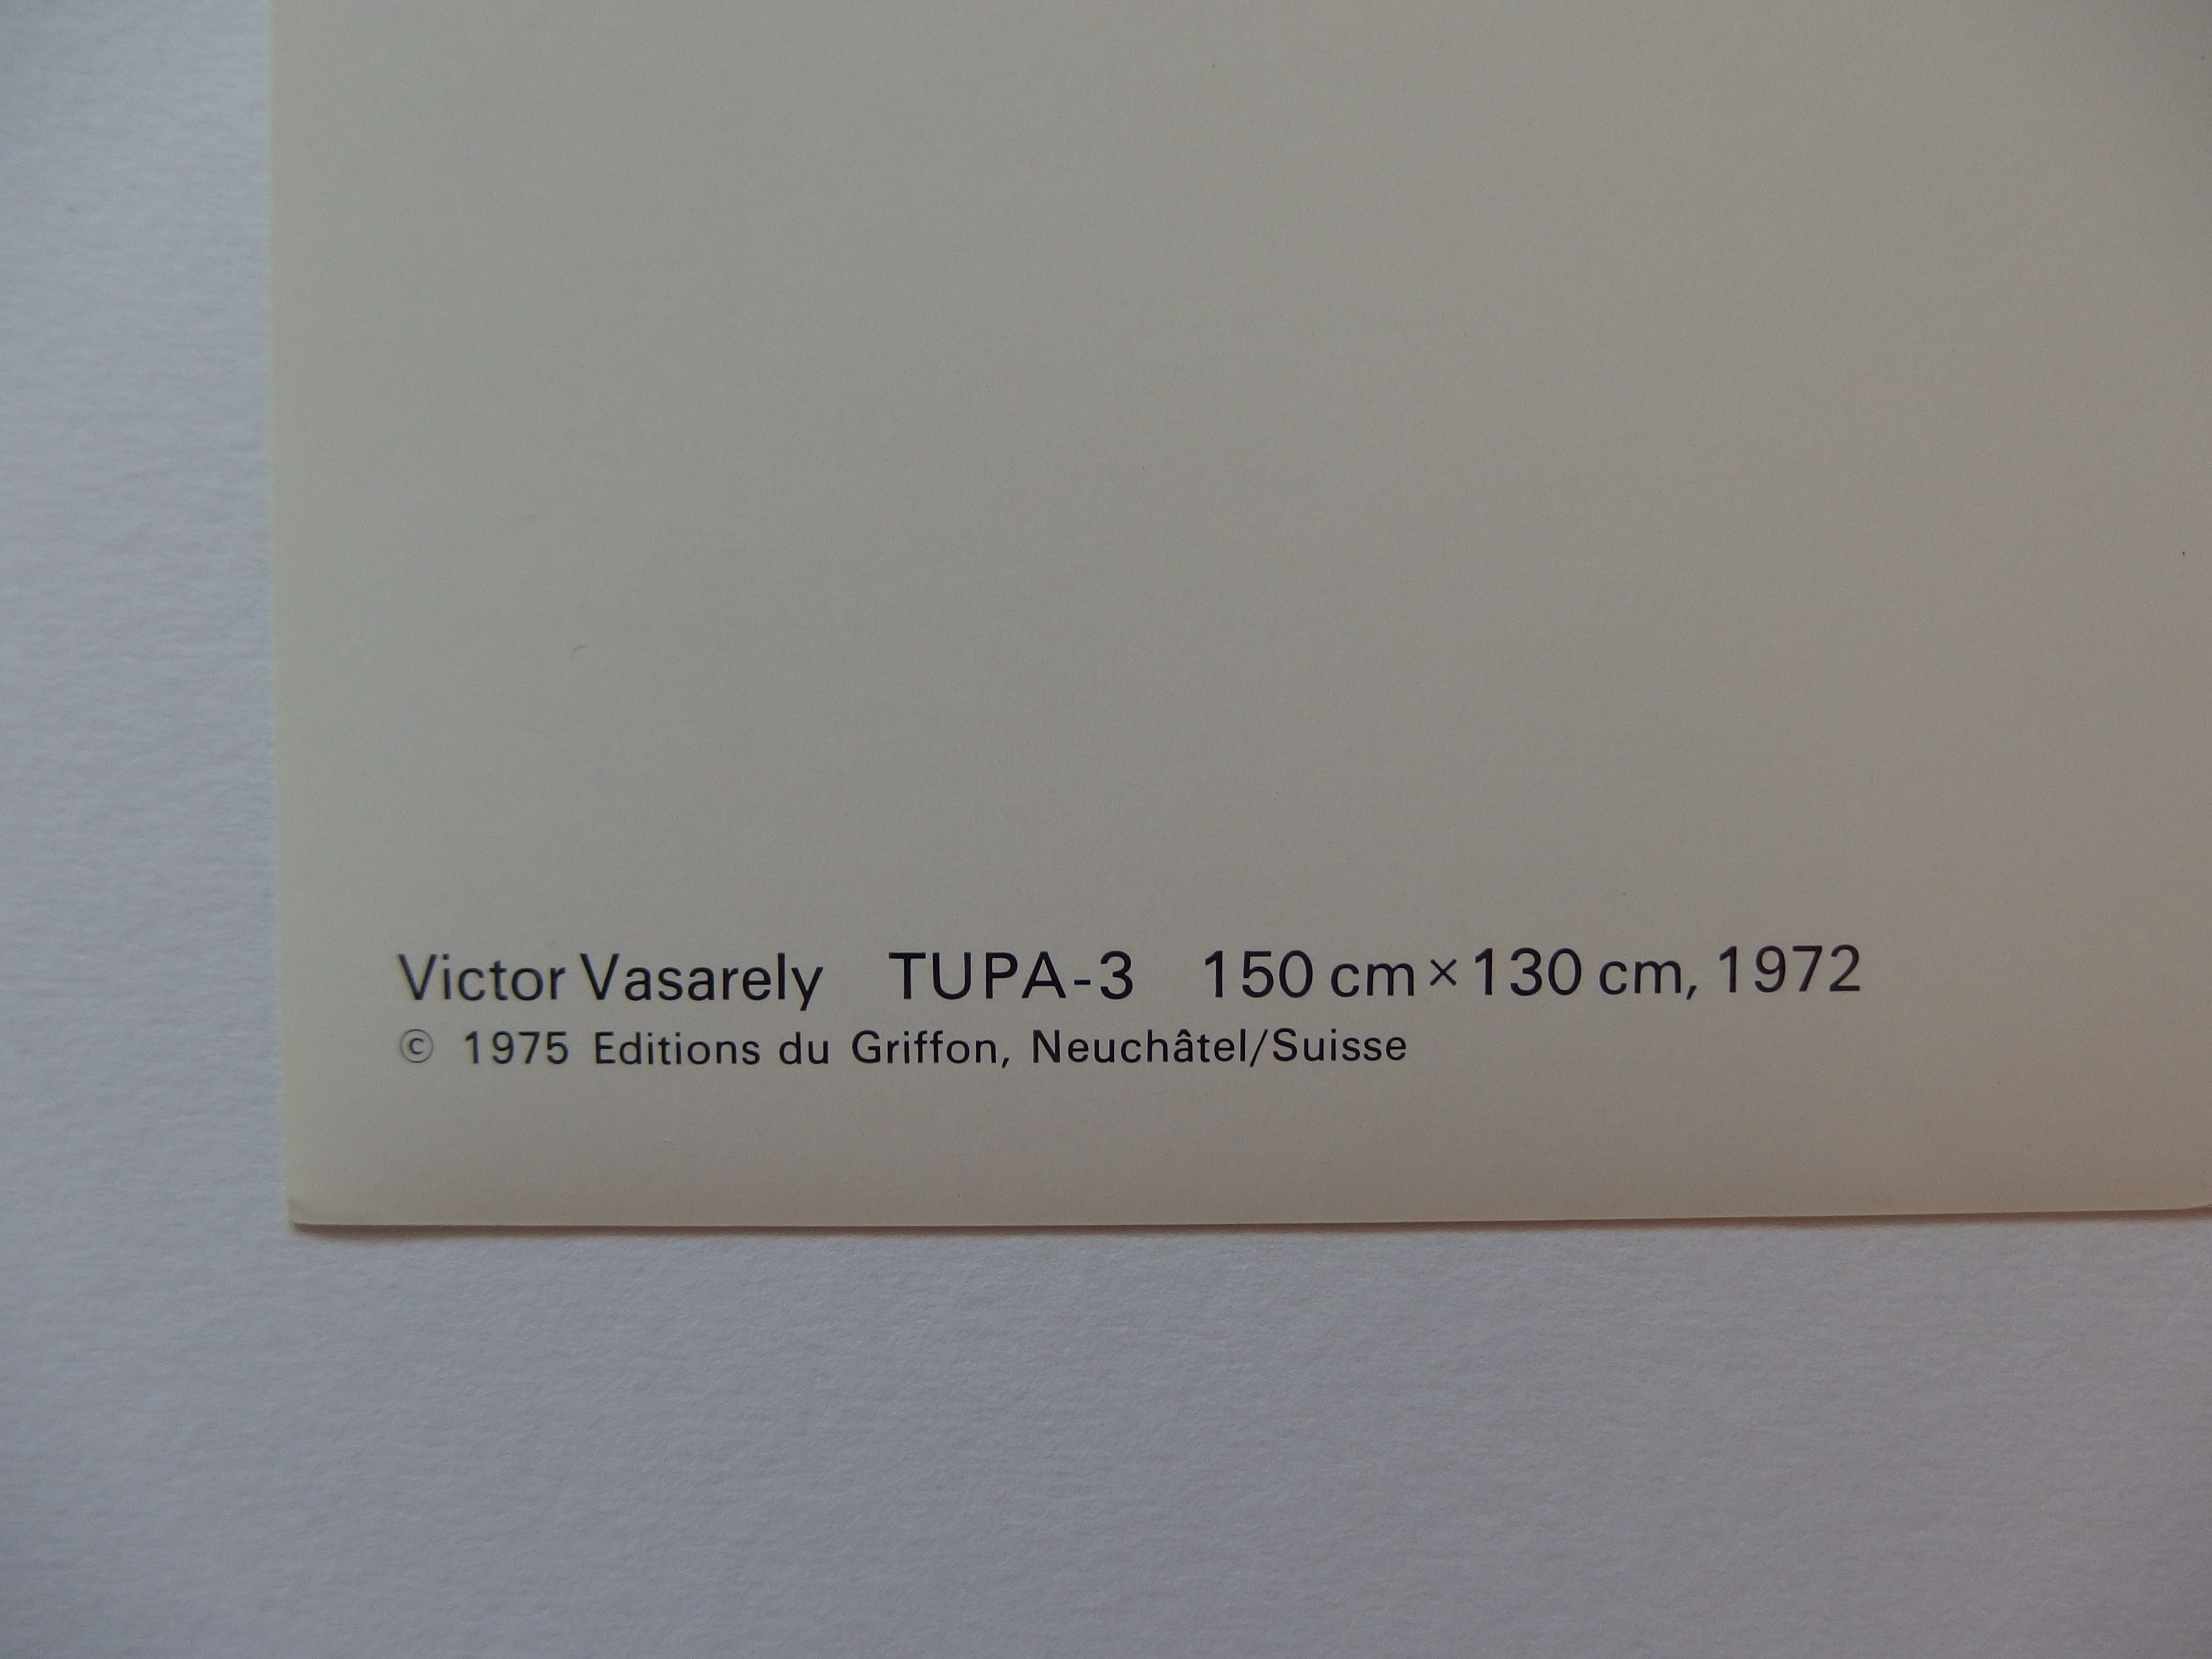 Victor Vasarely TUPA-3 150 cm×130 cm, 1972
© 1975 Editions du Griffon, Neuchâtel/Suisse